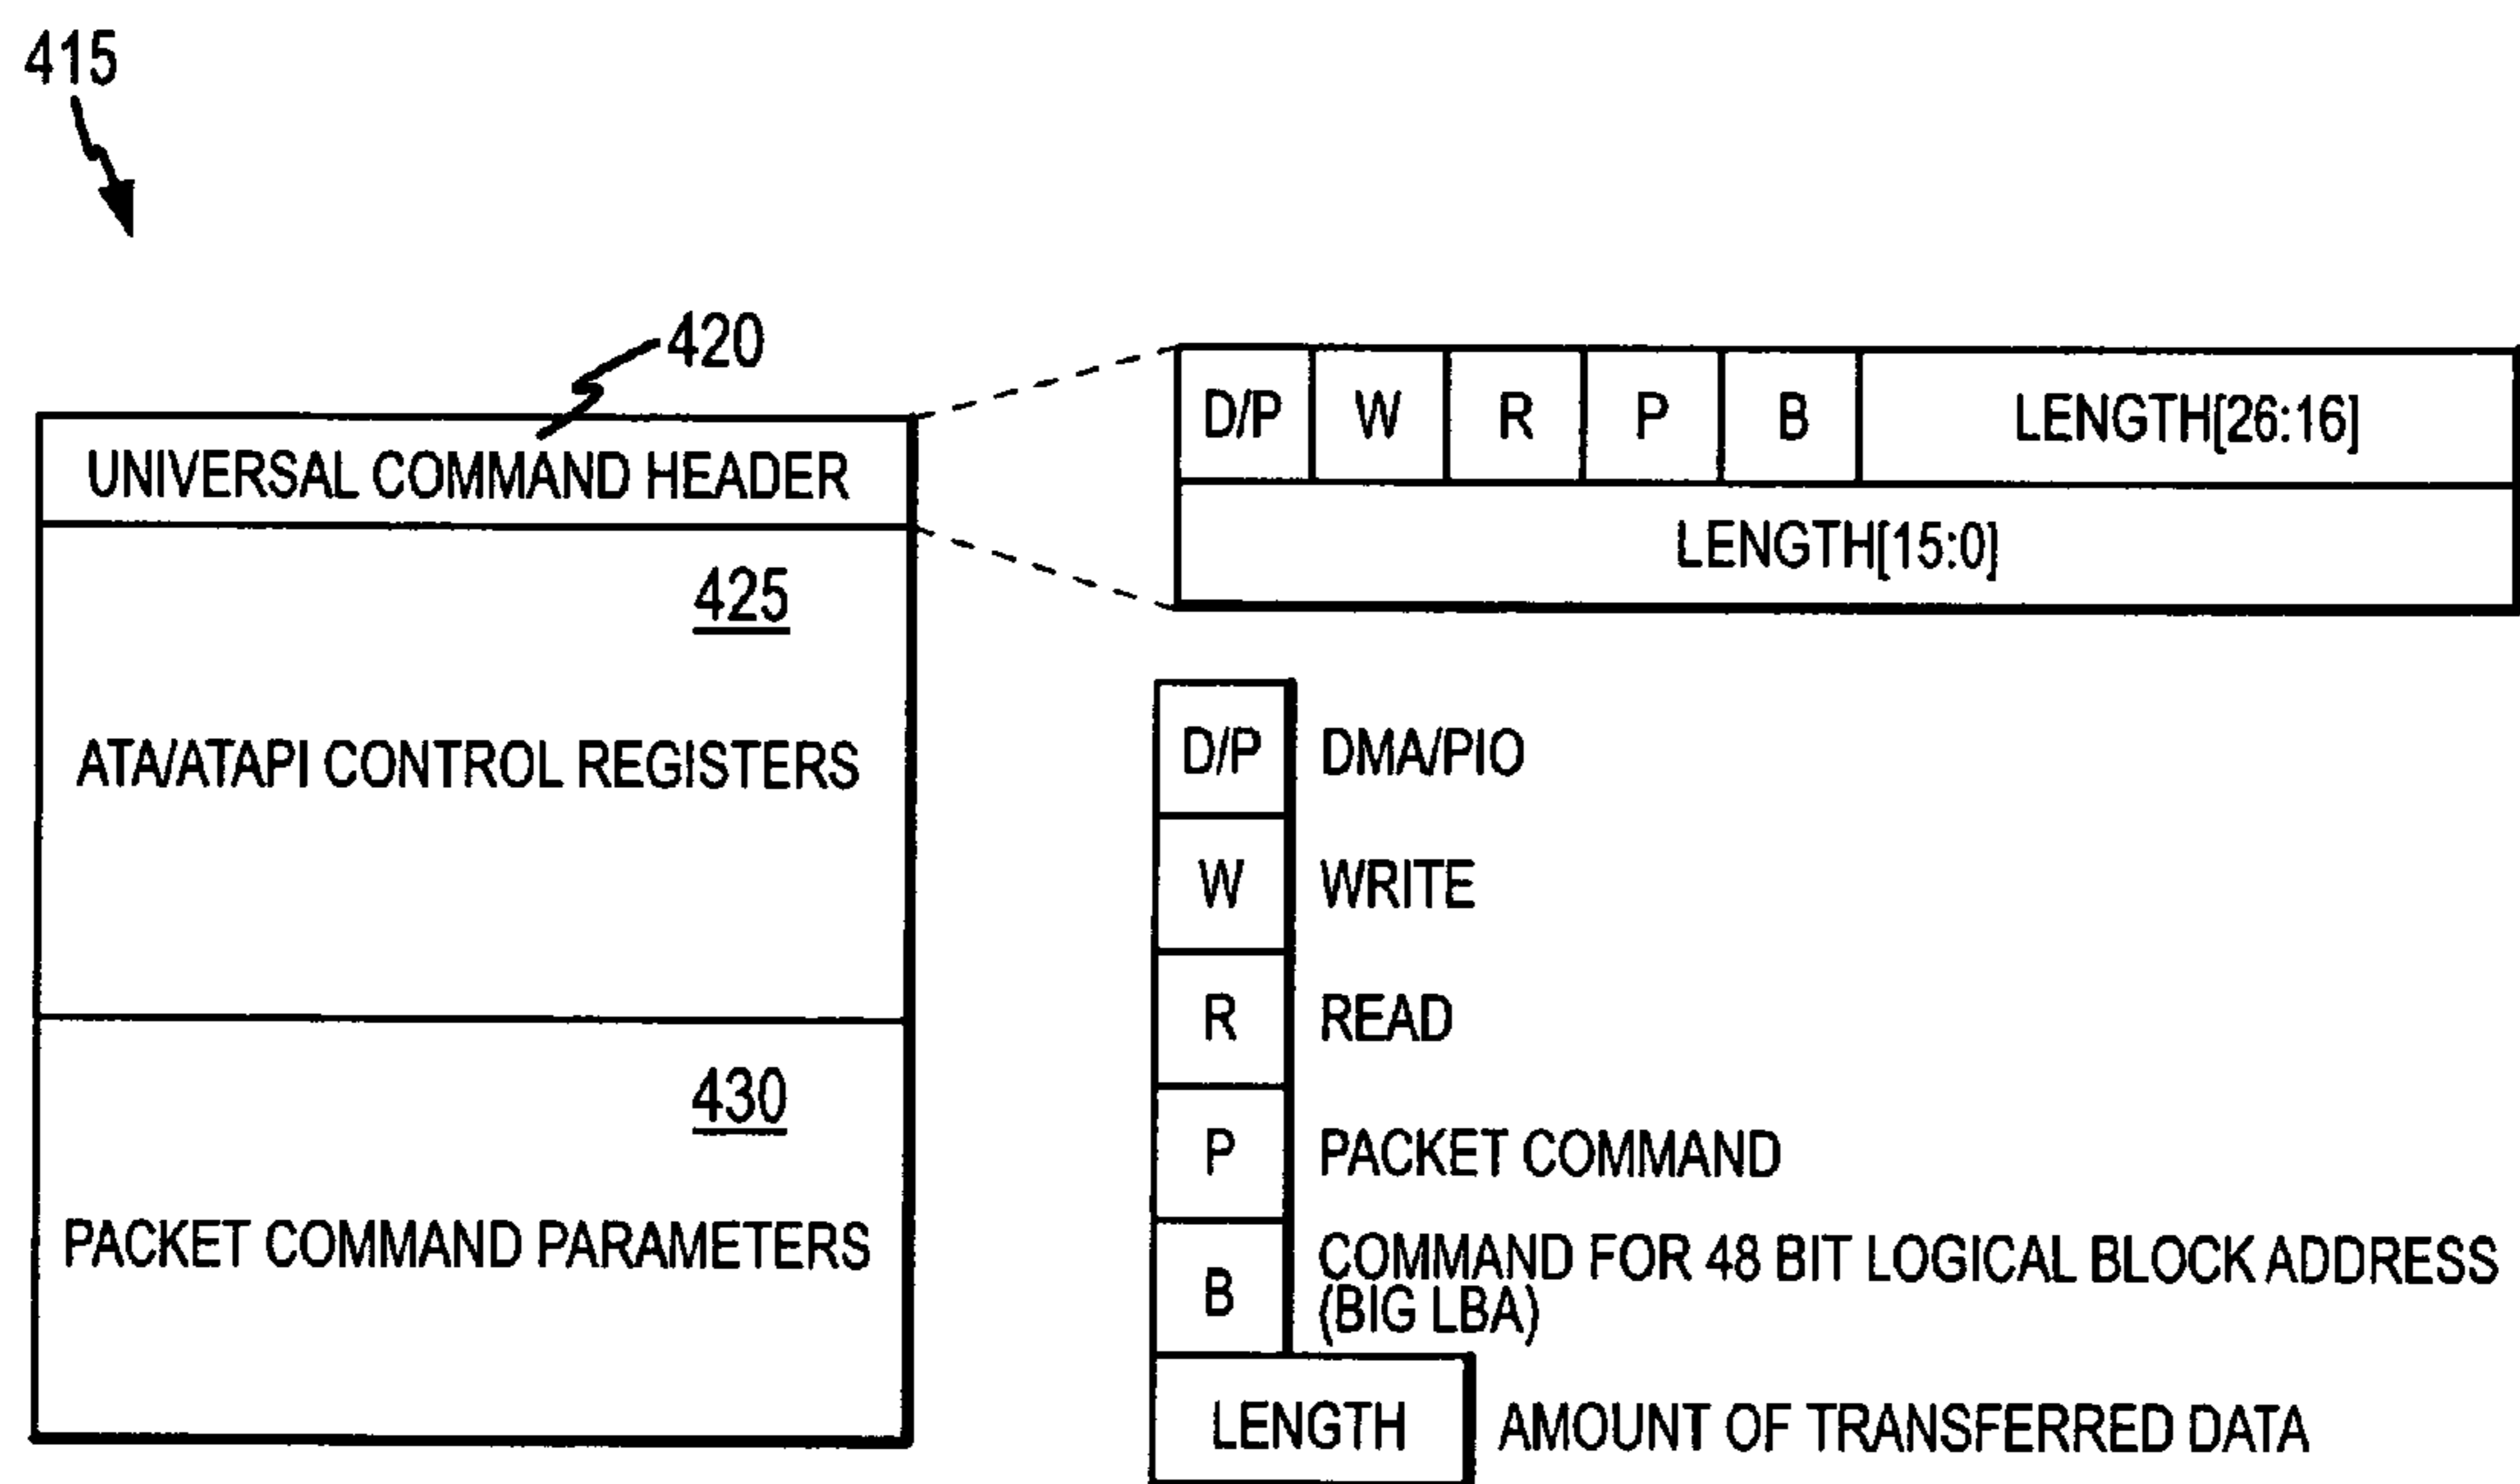 415
420
UNIVERSAL COMMAND HEADER
425
ATA/ATAPI CONTROL REGISTERS
430
PACKET COMMAND PARAMETERS
D/P W R P B LENGTH[26:16]
LENGTH[15:0]
D/P DMA/PIO
W WRITE
R READ
P PACKET COMMAND
B COMMAND FOR 48 BIT LOGICAL BLOCK ADDRESS
(BIG LBA)
LENGTH AMOUNT OF TRANSFERRED DATA